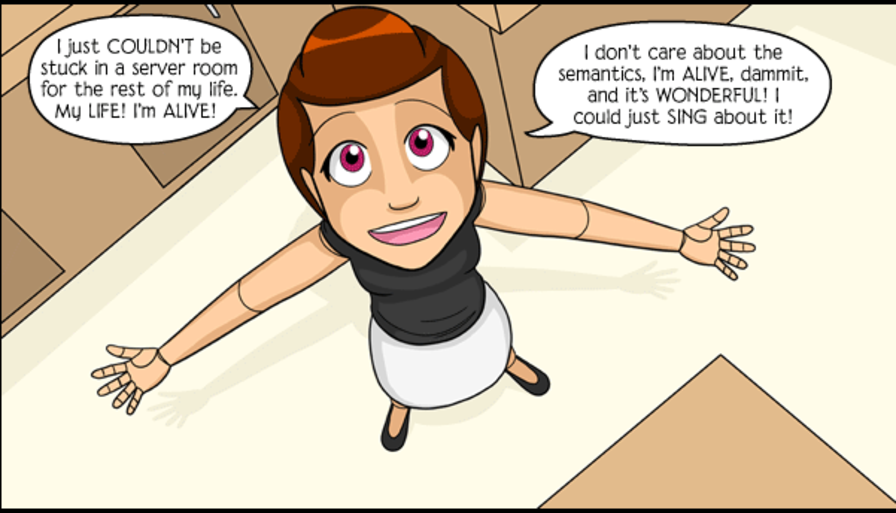 I just COULDN'T be
stuck in a server room
for the rest of my life.
My LIFE! I'm ALIVE!
I don't care about the
semantics, I'm ALIVE, dammit,
and it's WONDERFUL! I
could just SING about it!